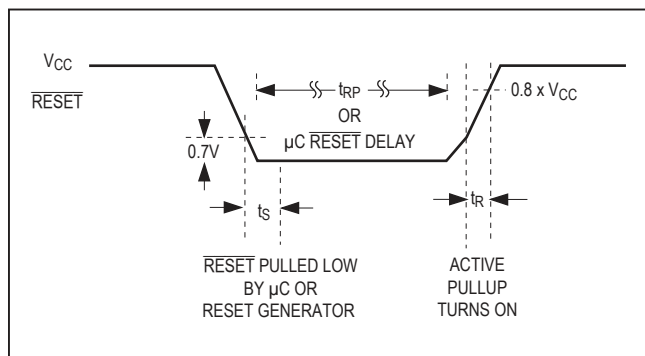 VCC
RESET
tRP
OR
µC RESET DELAY
0.8 x VCC
0.7V
tS
tR
RESET PULLED LOW
BY µC OR
RESET GENERATOR
ACTIVE
PULLUP
TURNS ON